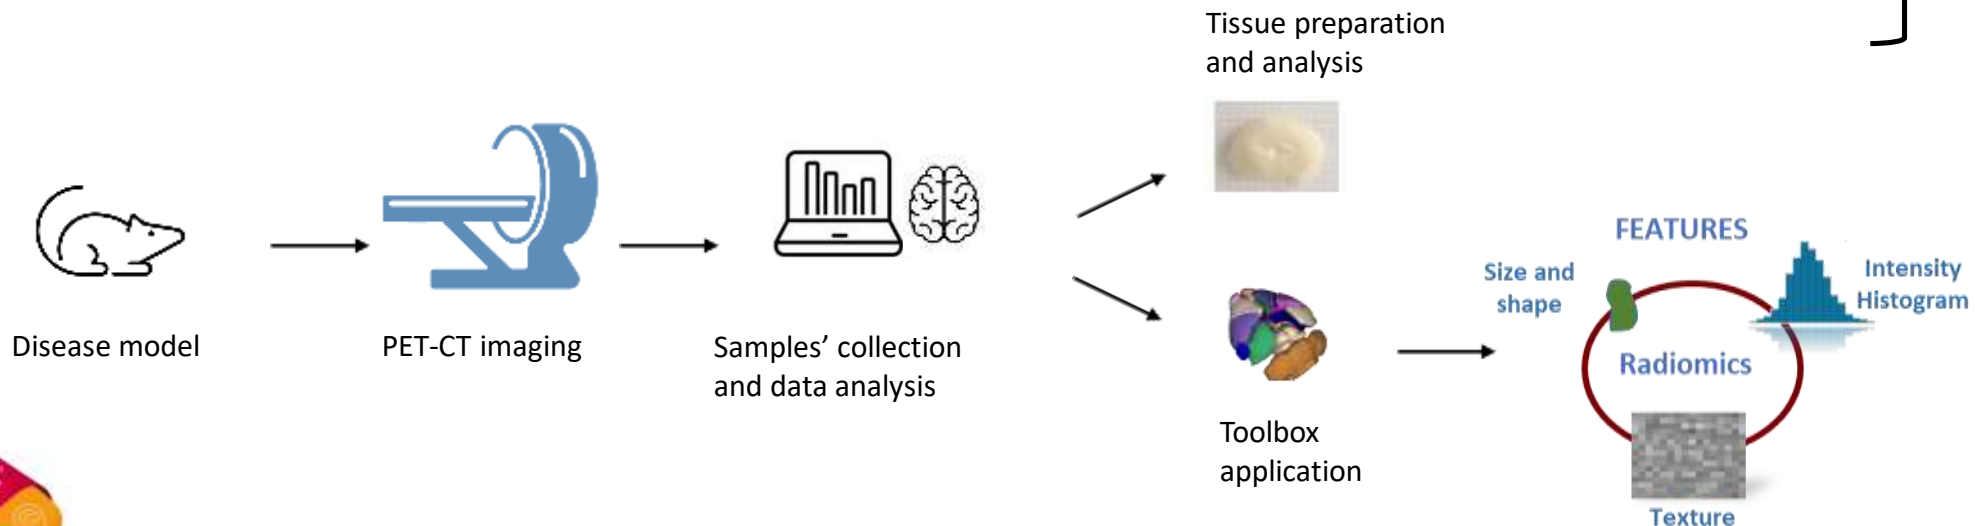 Tissue preparation
and analysis
Disease model
PET-CT imaging
Samples’ collection
and data analysis
Toolbox
application
FEATURES
Size and
shape
Intensity
Histogram
Radiomics
Texture